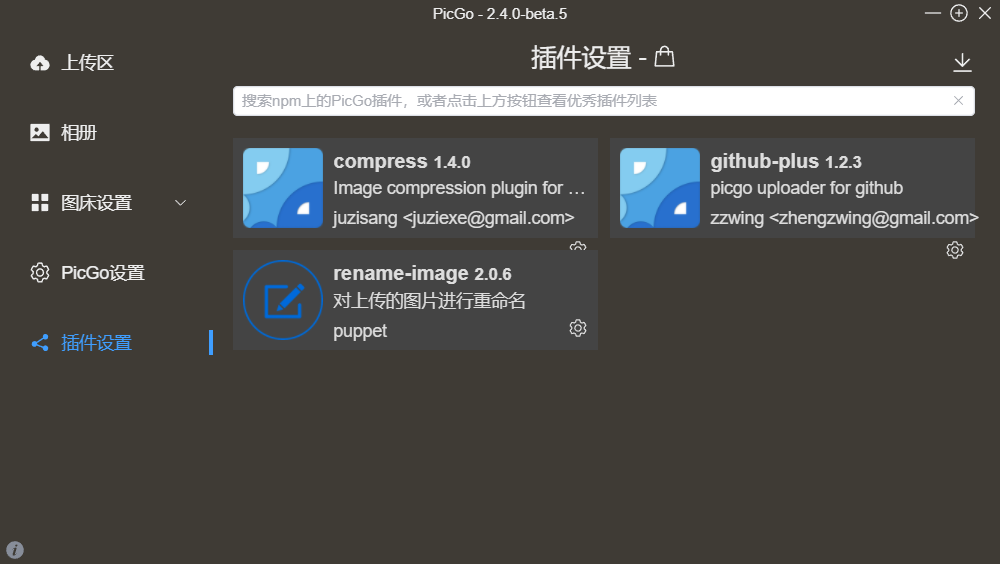 PicGo - 2.4.0-beta.5
上传区
相册
图床设置
PicGo设置
插件设置
插件设置 -
搜索npm上的PicGo插件，或者点击上方按钮查看优秀插件列表
compress 1.4.0
Image compression plugin for …
juzisang <juziexe@gmail.com>
github-plus 1.2.3
picgo uploader for github
zzwing <zhengzwing@gmail.com>
rename-image 2.0.6
对上传的图片进行重命名
puppet